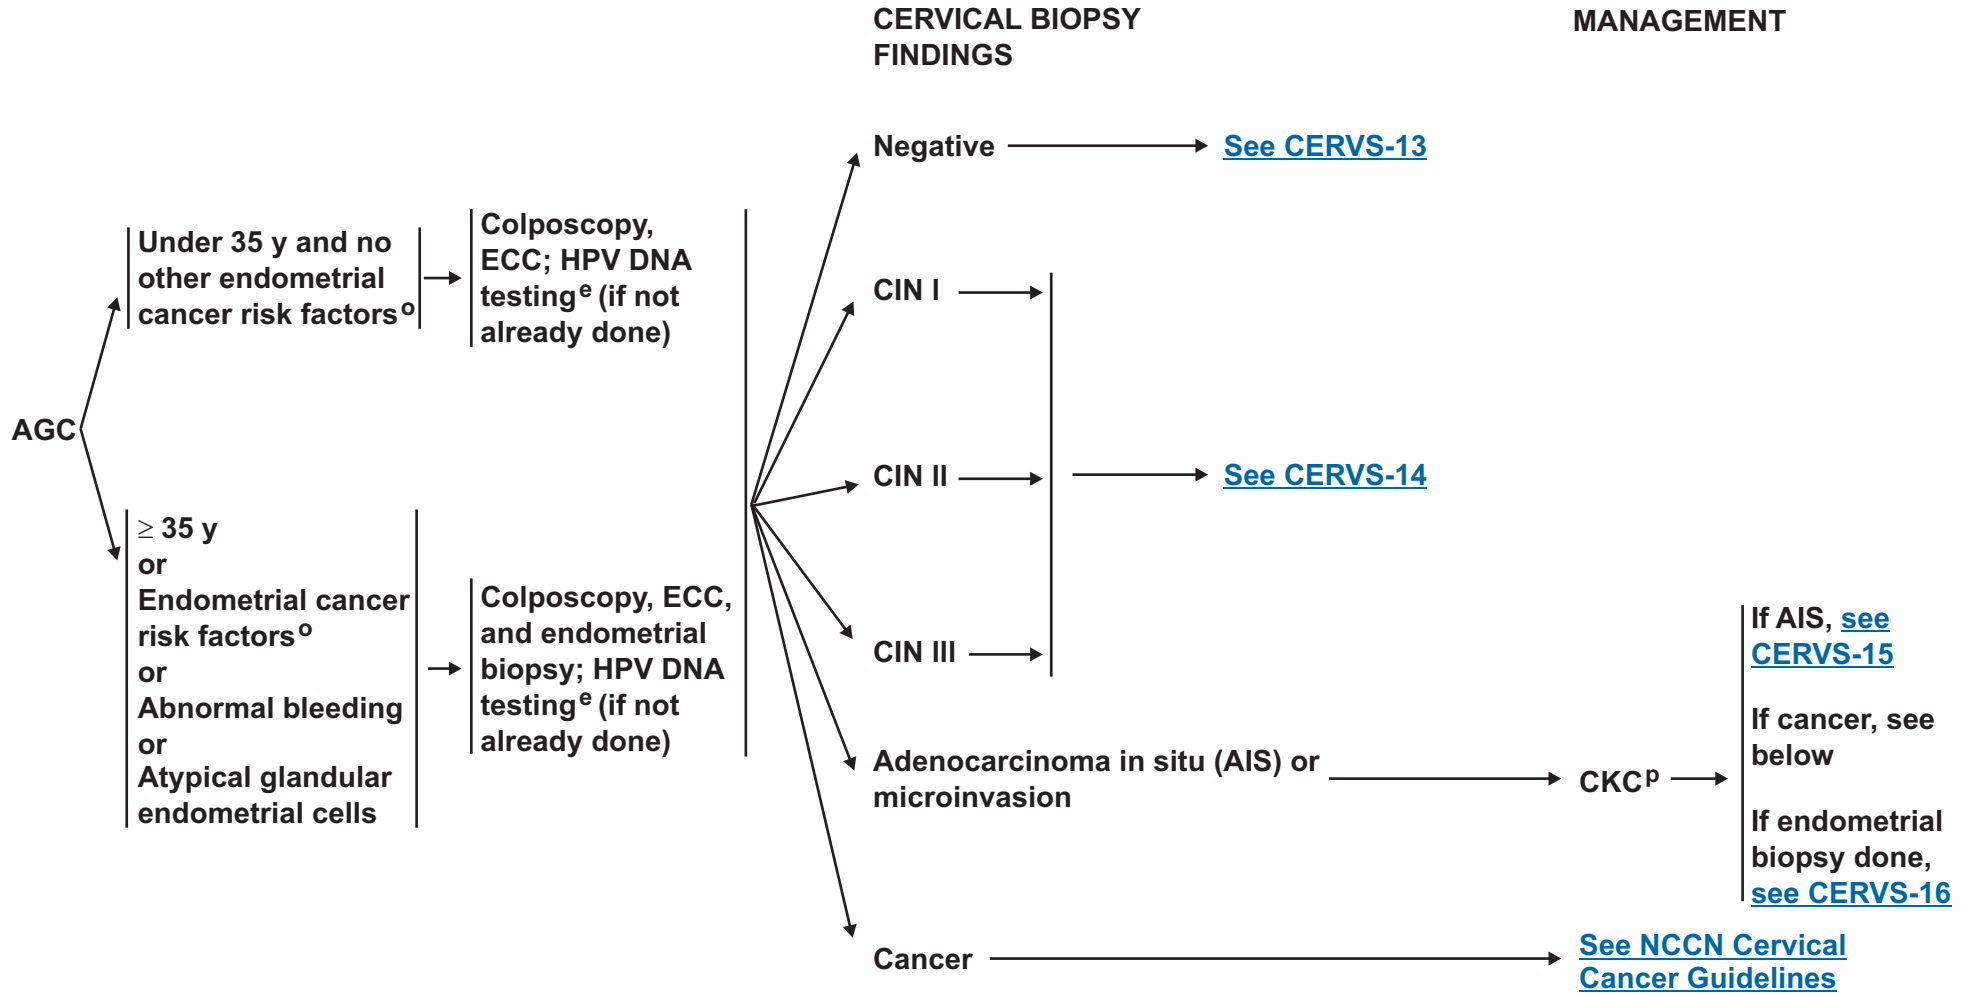 CERVICAL BIOPSY
FINDINGS
MANAGEMENT
AGC
Under 35 y and no
other endometrial
cancer risk factorso
Colposcopy,
ECC; HPV DNA
testinge (if not
already done)
≥ 35 y
or
Endometrial cancer
risk factorso
or
Abnormal bleeding
or
Atypical glandular
endometrial cells
Colposcopy, ECC,
and endometrial
biopsy; HPV DNA
testinge (if not
already done)
Negative
See CERVS-13
CIN I
CIN II
CIN III
See CERVS-14
Adenocarcinoma in situ (AIS) or
microinvasion
CKCp
If AIS, see
CERVS-15
If cancer, see
below
If endometrial
biopsy done,
see CERVS-16
Cancer
See NCCN Cervical
Cancer Guidelines